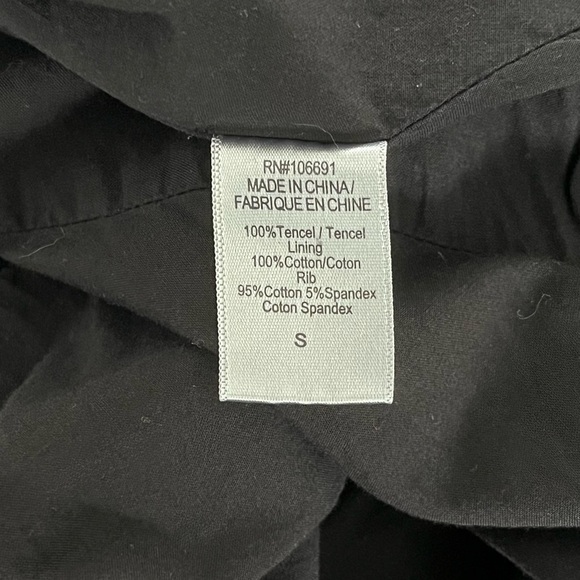 RN#106691
MADE IN CHINA/
FABRIQUE EN CHINE
100%Tencel / Tencel
Lining
100%Cotton/Coton
Rib
95%Cotton 5%Spandex
Coton Spandex
S